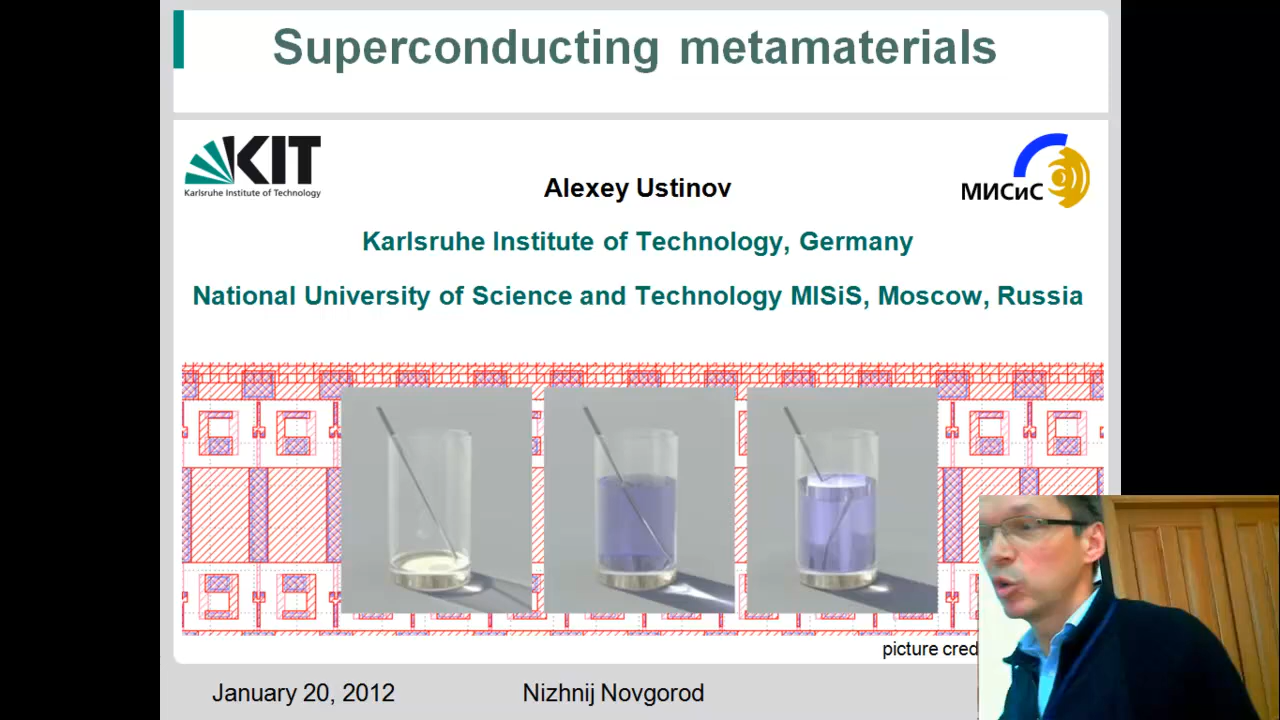 Superconducting metamaterials
KIT
Karlsruhe Institute of Technology
Alexey Ustinov
МИСиС
Karlsruhe Institute of Technology, Germany
National University of Science and Technology MISiS, Moscow, Russia
picture cred
January 20, 2012
Nizhnij Novgorod